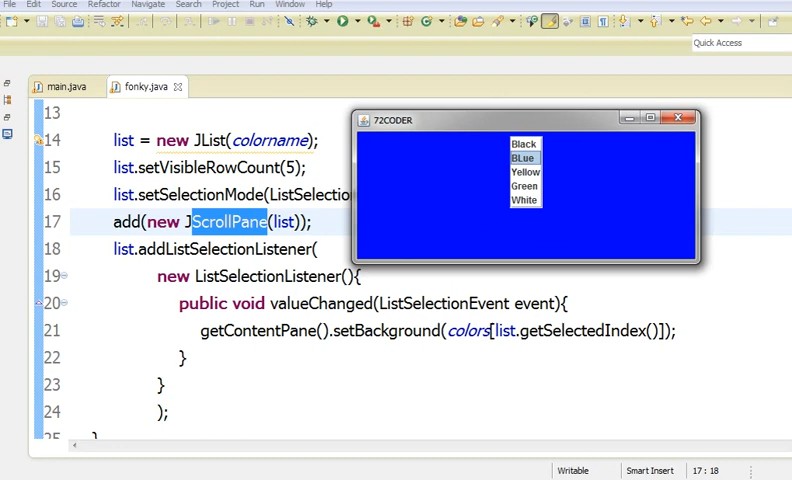 File Edit Source Refactor Navigate Search Project Run Window Help
Quick Access
main.java fonky.java
13
14 list = new JList(colorname);
15 list.setVisibleRowCount(5);
16 list.setSelectionMode(ListSelection
17 add(new JScrollPane(list));
18 list.addListSelectionListener(
19 new ListSelectionListener(){
20 public void valueChanged(ListSelectionEvent event){
21 getContentPane().setBackground(colors[list.getSelectedIndex()]);
22 }
23 }
24 );
25 }
72CODER
Black
BLue
Yellow
Green
White
Writable Smart Insert 17 : 18